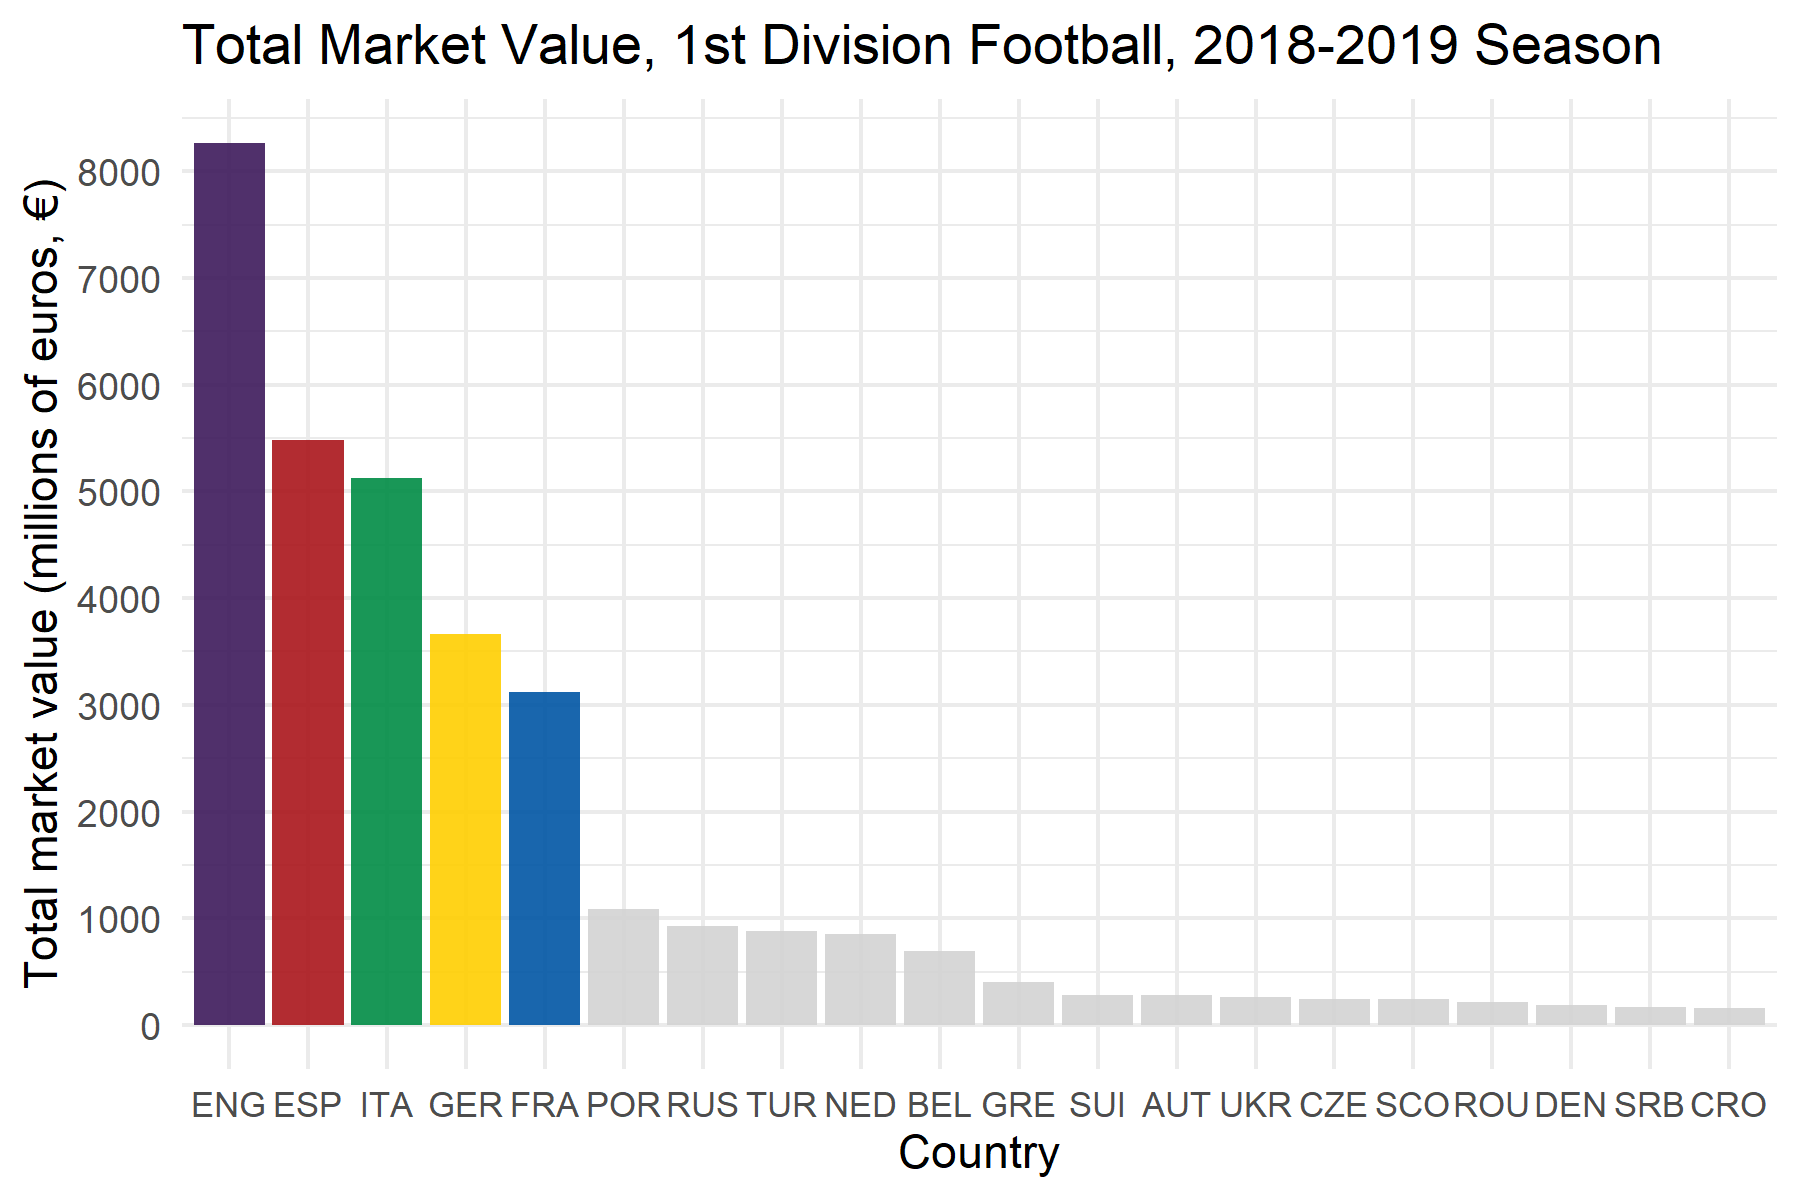 Total Market Value, 1st Division Football, 2018-2019 Season
Total market value (millions of euros, €)
8000
7000
6000
5000
4000
3000
2000
1000
0
ENG ESP ITA GER FRA POR RUS TUR NED BEL GRE SUI AUT UKR CZE SCO ROU DEN SRB CRO
Country